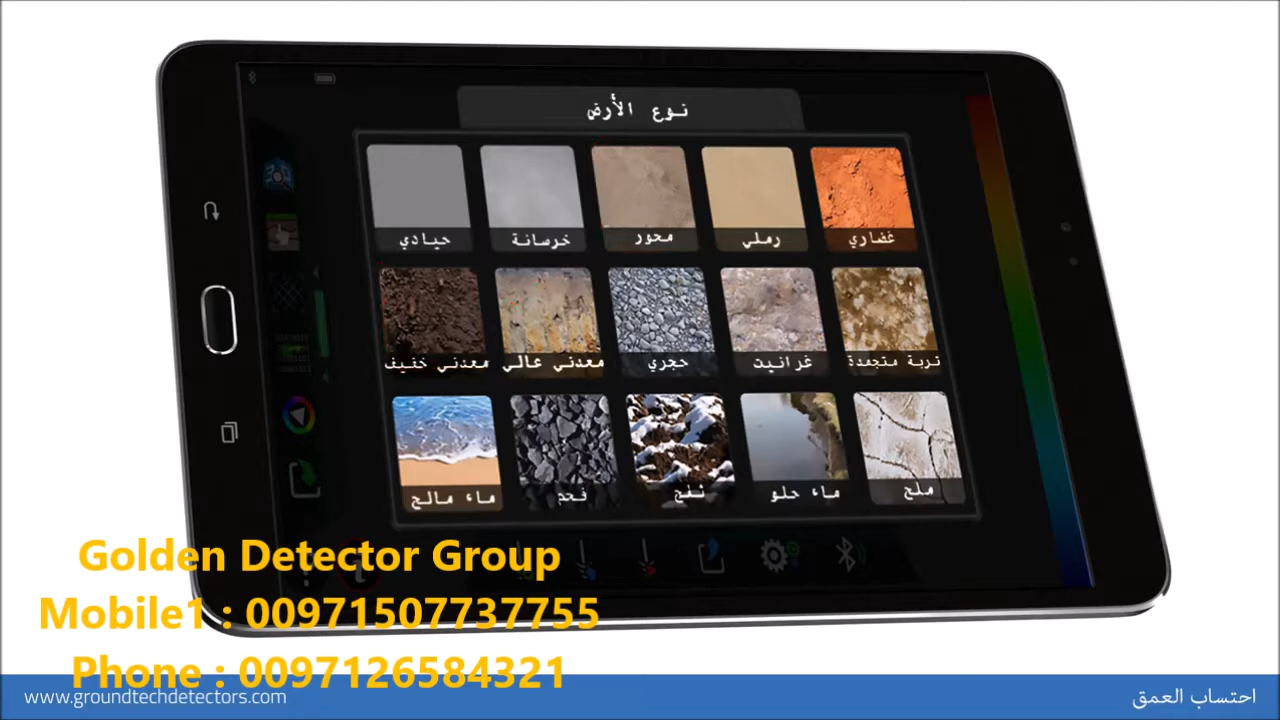 نوع الأرض
غضاري
رملي
محور
خرسانة
حيادي
تربة متجمدة
غرانيت
حجري
معدني عالي
معدني خفيف
ملح
ماء حلو
ثلج
فحم
ماء مالح
Golden Detector Group
Mobile1 : 00971507737755
Phone : 0097126584321
www.groundtechdetectors.com
احتساب العمق